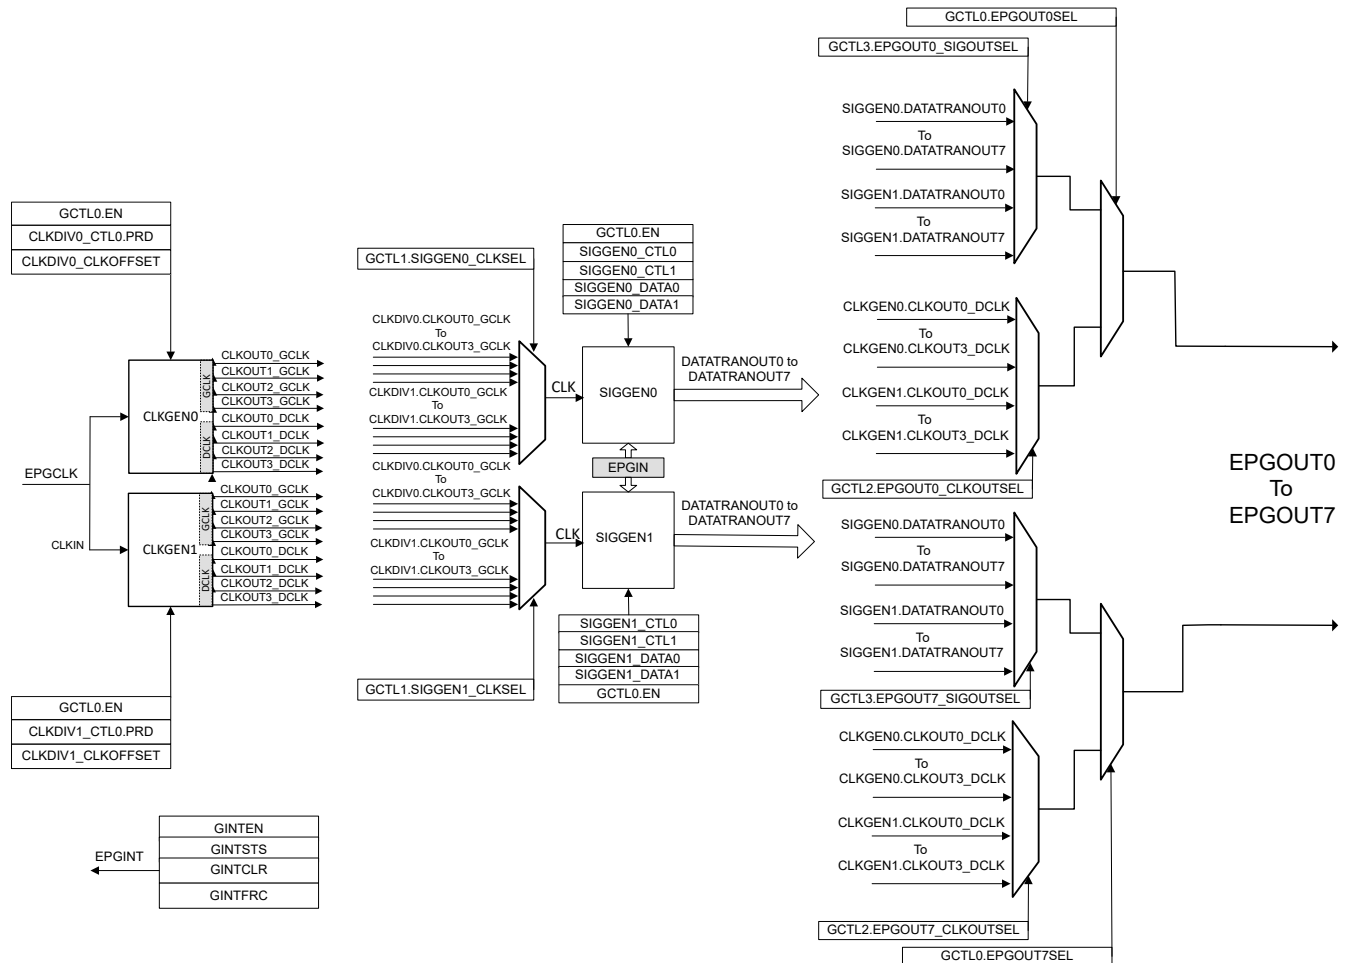 GCTL0.EPGOUT0SEL
GCTL3.EPGOUT0_SIGOUTSEL
SIGGEN0.DATATRANOUT0
To
SIGGEN0.DATATRANOUT7
SIGGEN1.DATATRANOUT0
To
SIGGEN1.DATATRANOUT7
GCTL0.EN
CLKDIV0_CTL0.PRD
CLKDIV0_CLKOFFSET
GCTL1.SIGGEN0_CLKSEL
GCTL0.EN
SIGGEN0_CTL0
SIGGEN0_CTL1
SIGGEN0_DATA0
SIGGEN0_DATA1
CLKGEN0
GCLK
DCLK
CLKOUT0_GCLK
CLKOUT1_GCLK
CLKOUT2_GCLK
CLKOUT3_GCLK
CLKOUT0_DCLK
CLKOUT1_DCLK
CLKOUT2_DCLK
CLKOUT3_DCLK
EPGCLK
CLKIN
CLKGEN1
GCLK
DCLK
CLKOUT0_GCLK
CLKOUT1_GCLK
CLKOUT2_GCLK
CLKOUT3_GCLK
CLKOUT0_DCLK
CLKOUT1_DCLK
CLKOUT2_DCLK
CLKOUT3_DCLK
CLKDIV0.CLKOUT0_GCLK
To
CLKDIV0.CLKOUT3_GCLK
CLKDIV1.CLKOUT0_GCLK
To
CLKDIV1.CLKOUT3_GCLK
CLK
SIGGEN0
DATATRANOUT0 to
DATATRANOUT7
EPGIN
CLKDIV0.CLKOUT0_GCLK
To
CLKDIV0.CLKOUT3_GCLK
CLKDIV1.CLKOUT0_GCLK
To
CLKDIV1.CLKOUT3_GCLK
CLK
SIGGEN1
DATATRANOUT0 to
DATATRANOUT7
GCTL1.SIGGEN1_CLKSEL
SIGGEN1_CTL0
SIGGEN1_CTL1
SIGGEN1_DATA0
SIGGEN1_DATA1
GCTL0.EN
CLKGEN0.CLKOUT0_DCLK
To
CLKGEN0.CLKOUT3_DCLK
CLKGEN1.CLKOUT0_DCLK
To
CLKGEN1.CLKOUT3_DCLK
GCTL2.EPGOUT0_CLKOUTSEL
EPGOUT0
To
EPGOUT7
SIGGEN0.DATATRANOUT0
To
SIGGEN0.DATATRANOUT7
SIGGEN1.DATATRANOUT0
To
SIGGEN1.DATATRANOUT7
GCTL3.EPGOUT7_SIGOUTSEL
CLKGEN0.CLKOUT0_DCLK
To
CLKGEN0.CLKOUT3_DCLK
CLKGEN1.CLKOUT0_DCLK
To
CLKGEN1.CLKOUT3_DCLK
GCTL2.EPGOUT7_CLKOUTSEL
GCTL0.EPGOUT7SEL
GCTL0.EN
CLKDIV1_CTL0.PRD
CLKDIV1_CLKOFFSET
EPGINT
GINTEN
GINTSTS
GINTCLR
GINTFRC